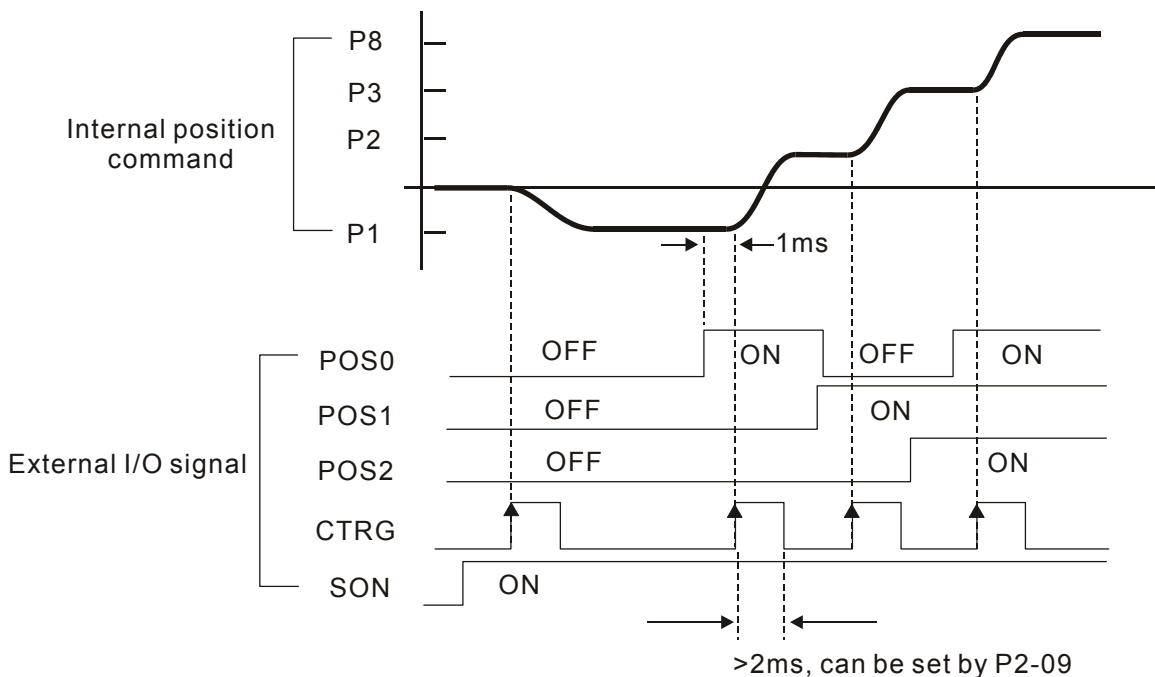 P8
P3
Internal position
command
P2
P1
1ms
POS0
OFF
ON
OFF
ON
POS1
OFF
ON
External I/O signal
POS2
OFF
ON
CTRG
SON
ON
>2ms, can be set by P2-09